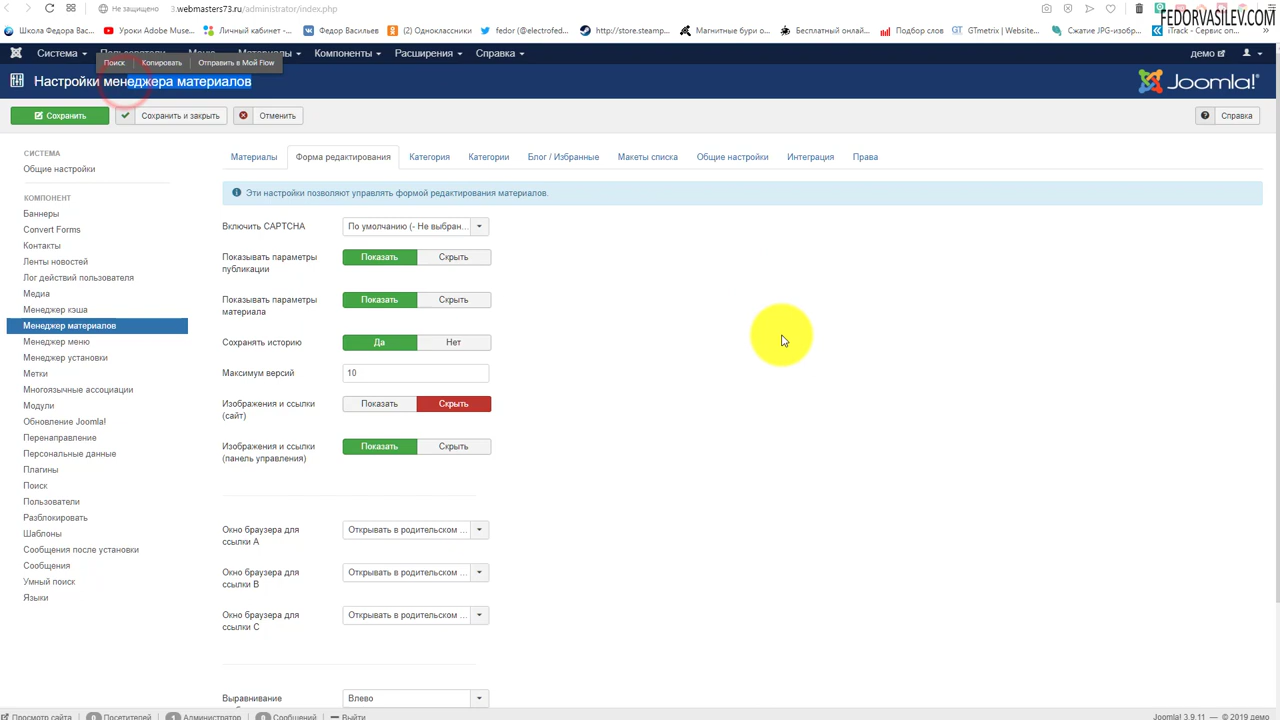 Не защищено
3.webmasters73.ru/administrator/index.php
FEDORVASILEV.COM
Школа Федора Вас...
Уроки Adobe Muse...
Личный кабинет -...
Федор Васильев
(2) Одноклассники
fedor (@electrofed...
http://store.steamp...
Магнитные бури о...
Бесплатный онлай...
Подбор слов
GTmetrix | Website...
Сжатие JPG-изобр...
iTrack - Сервис оп...
Система
Пользователи
Меню
Материалы
Компоненты
Расширения
Справка
демо
Поиск
Копировать
Отправить в Мой Flow
Настройки менеджера материалов
Joomla!
Сохранить
Сохранить и закрыть
Отменить
Справка
СИСТЕМА
Общие настройки
КОМПОНЕНТ
Баннеры
Convert Forms
Контакты
Ленты новостей
Лог действий пользователя
Медиа
Менеджер кэша
Менеджер материалов
Менеджер меню
Менеджер установки
Метки
Многоязычные ассоциации
Модули
Обновление Joomla!
Перенаправление
Персональные данные
Плагины
Поиск
Пользователи
Разблокировать
Шаблоны
Сообщения после установки
Сообщения
Умный поиск
Языки
Материалы
Форма редактирования
Категория
Категории
Блог / Избранные
Макеты списка
Общие настройки
Интеграция
Права
Эти настройки позволяют управлять формой редактирования материалов.
Включить CAPTCHA
По умолчанию (- Не выбран...
Показывать параметры
публикации
Показать
Скрыть
Показывать параметры
материала
Показать
Скрыть
Сохранять историю
Да
Нет
Максимум версий
10
Изображения и ссылки
(сайт)
Показать
Скрыть
Изображения и ссылки
(панель управления)
Показать
Скрыть
Окно браузера для
ссылки A
Открывать в родительском ...
Окно браузера для
ссылки B
Открывать в родительском ...
Окно браузера для
ссылки C
Открывать в родительском ...
Выравнивание
Влево
Просмотр сайта
0 Посетителей
1 Администратор
0 Сообщений
Выйти
Joomla! 3.9.11 — © 2019 демо